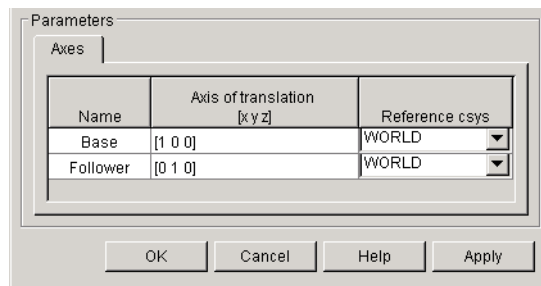 Parameters
Axes
Name Axis of translation [x y z] Reference csys
Base [1 0 0] WORLD
Follower [0 1 0] WORLD
OK Cancel Help Apply